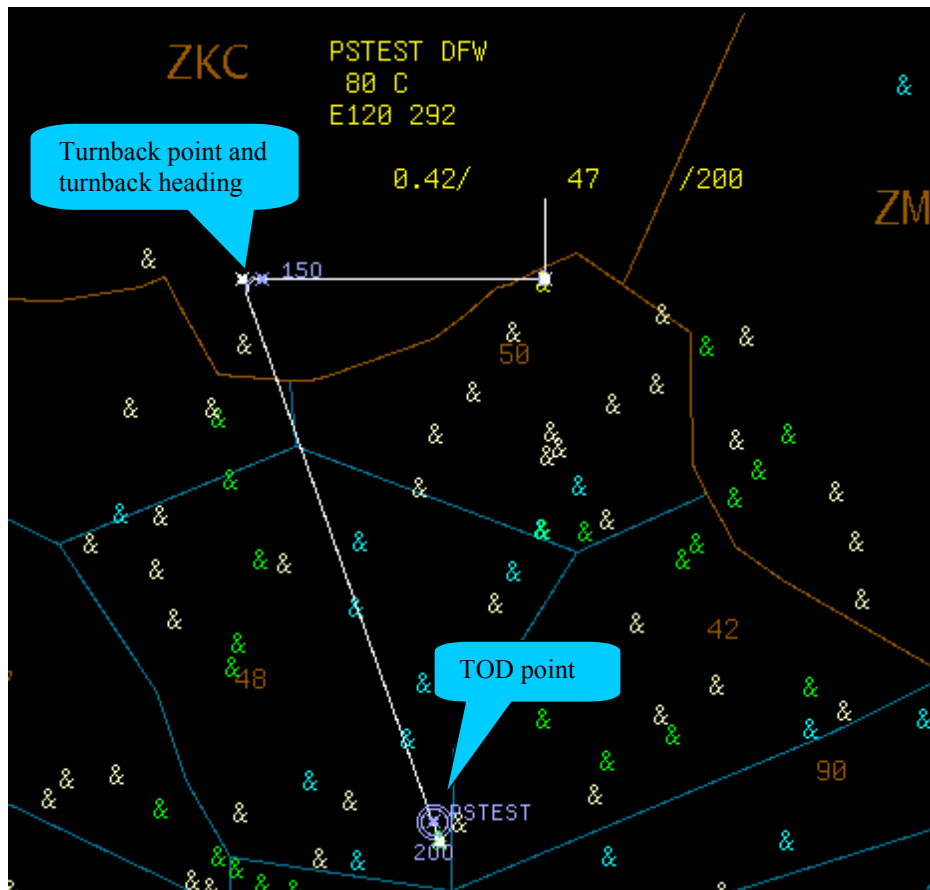 ZKC
PSTEST DFW
80 C
E120 292
Turnback point and
turnback heading
0.42/ 47 /200
ZM
150
50
42
48
TOD point
90
PSTEST
200